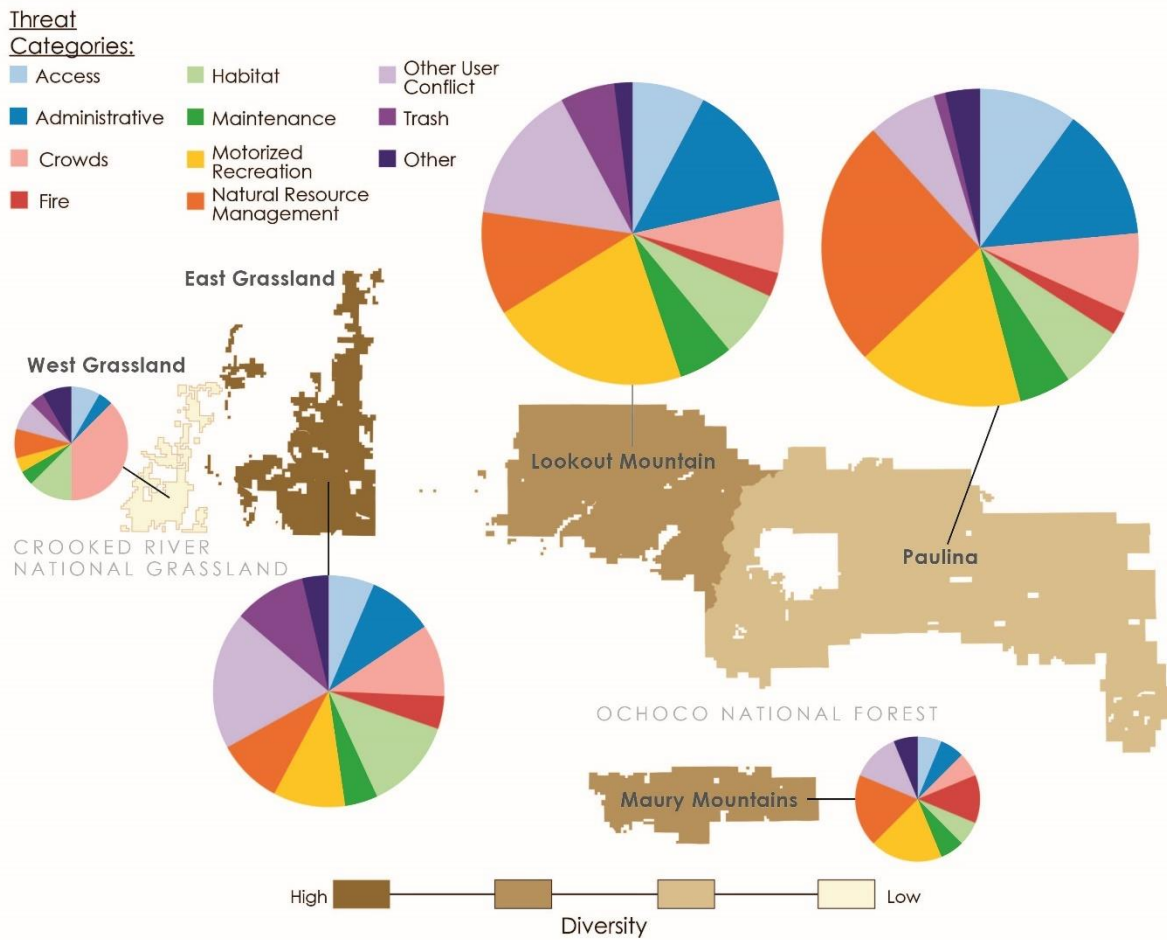 Threat
Categories:
Access
Administrative
Crowds
Fire
Habitat
Maintenance
Motorized
Recreation
Natural Resource
Management
Other User
Conflict
Trash
Other
East Grassland
West Grassland
Lookout Mountain
Paulina
CROOKED RIVER
NATIONAL GRASSLAND
OCHOCO NATIONAL FOREST
Maury Mountains
High
Low
Diversity